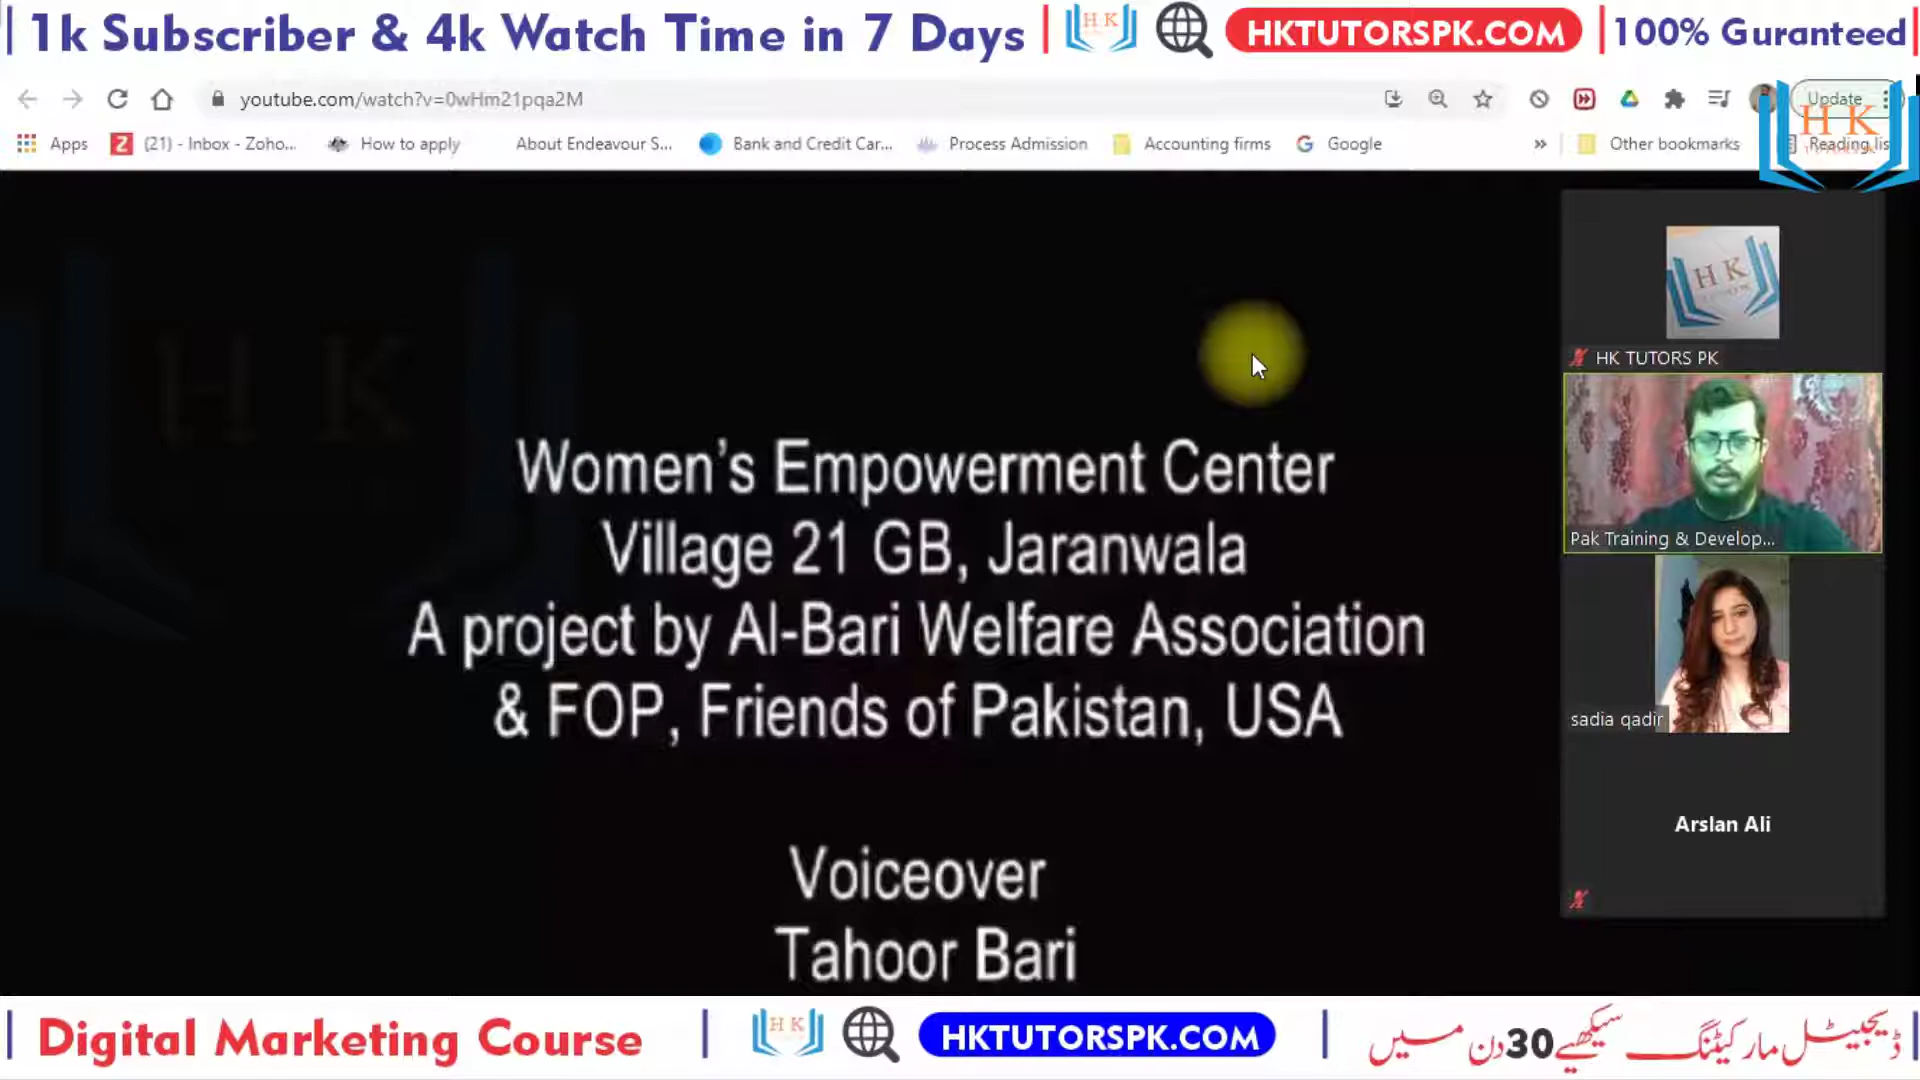 | 1k Subscriber & 4k Watch Time in 7 Days | HK HKTUTORSPK.COM | 100% Guranteed |
youtube.com/watch?v=0wHm21pqa2M Update
Apps (21) - Inbox - Zoho... How to apply About Endeavour S... Bank and Credit Car... Process Admission Accounting firms Google » Other bookmarks Reading lis
H K
H K
H K
HK TUTORS PK
Women's Empowerment Center
Village 21 GB, Jaranwala
A project by Al-Bari Welfare Association
& FOP, Friends of Pakistan, USA
Voiceover
Tahoor Bari
Pak Training & Develop...
sadia qadir
Arslan Ali
| Digital Marketing Course | HK HKTUTORSPK.COM | ڈیجیٹل مارکیٹنگ سیکھیے 30 دن میں |